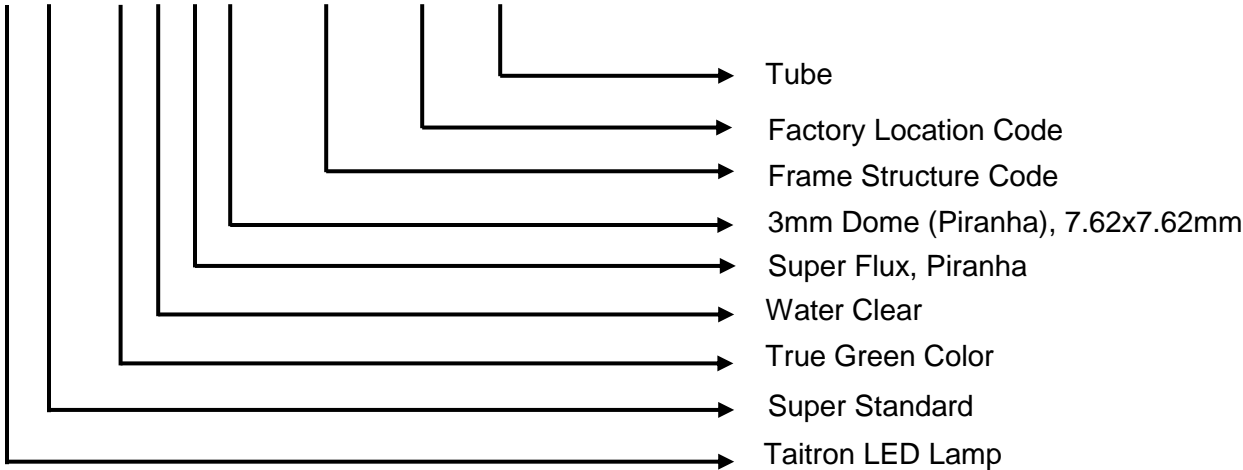 Tube
Factory Location Code
Frame Structure Code
3mm Dome (Piranha), 7.62x7.62mm
Super Flux, Piranha
Water Clear
True Green Color
Super Standard
Taitron LED Lamp